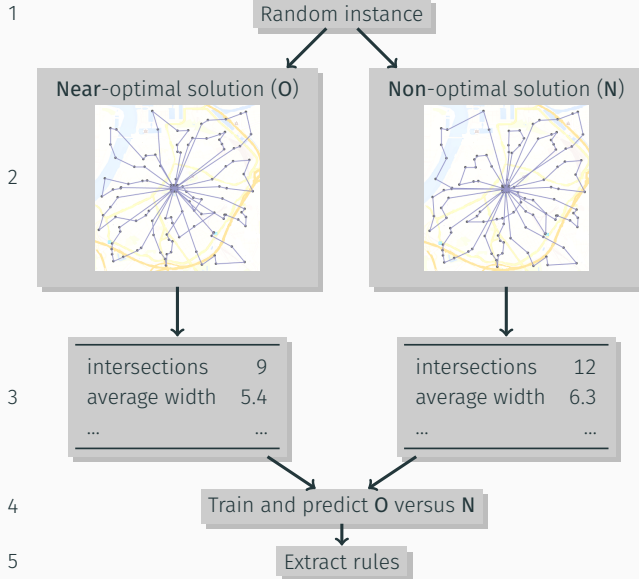 1
Random instance
Near-optimal solution (O)
Non-optimal solution (N)
2
3
intersections 9
average width 5.4
... ...
intersections 12
average width 6.3
... ...
4
Train and predict O versus N
5
Extract rules